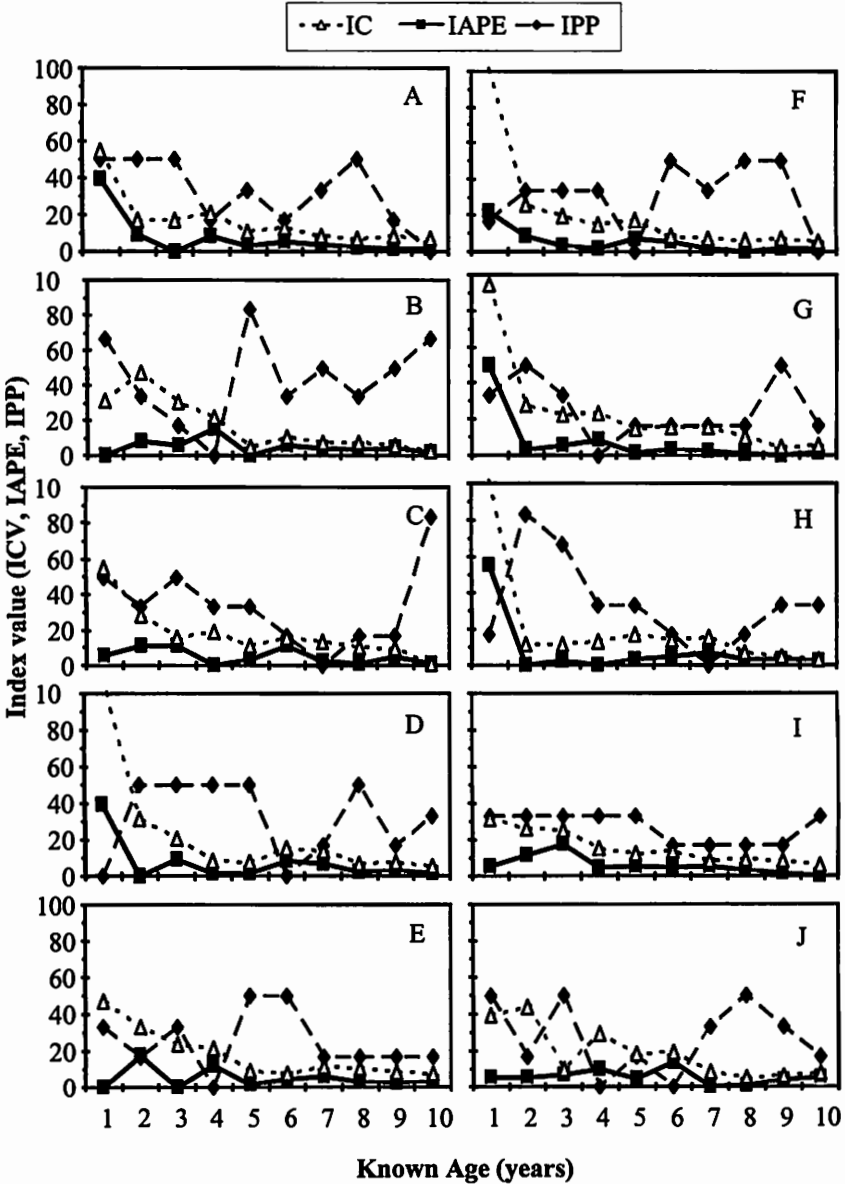 IC IAPE IPP
100
80
60
40
20
0
A
F
10
80
60
40
20
0
B
G
10
80
60
40
20
0
C
H
10
80
60
40
20
0
D
I
100
80
60
40
20
0
E
J
Index value (ICV, IAPE, IPP)
1 2 3 4 5 6 7 8 9 10
1 2 3 4 5 6 7 8 9 10
Known Age (years)